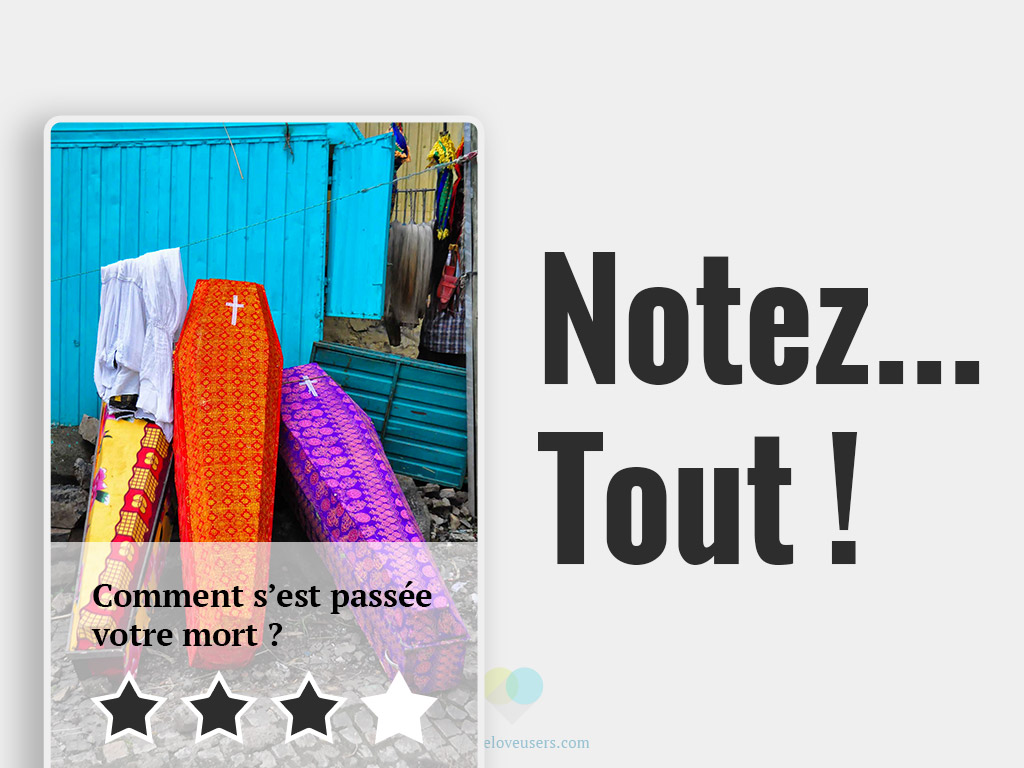 Notez...
Tout !
Comment s’est passée
votre mort ?
eloveusers.com